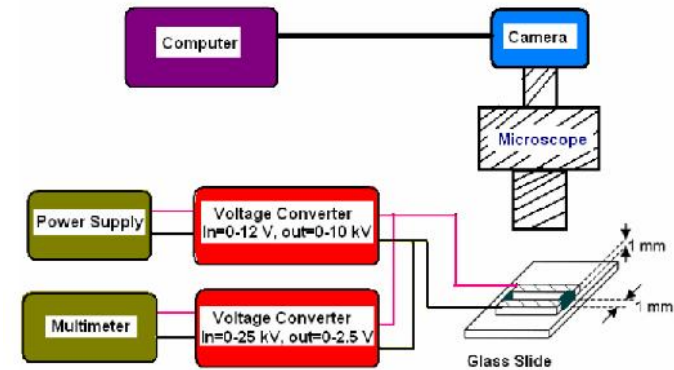 Computer
Camera
Microscope
Power Supply
Voltage Converter
In=0-12 V, out=0-10 kV
1 mm
Multimeter
Voltage Converter
In=0-25 kV, out=0-2.5 V
1 mm
Glass Slide